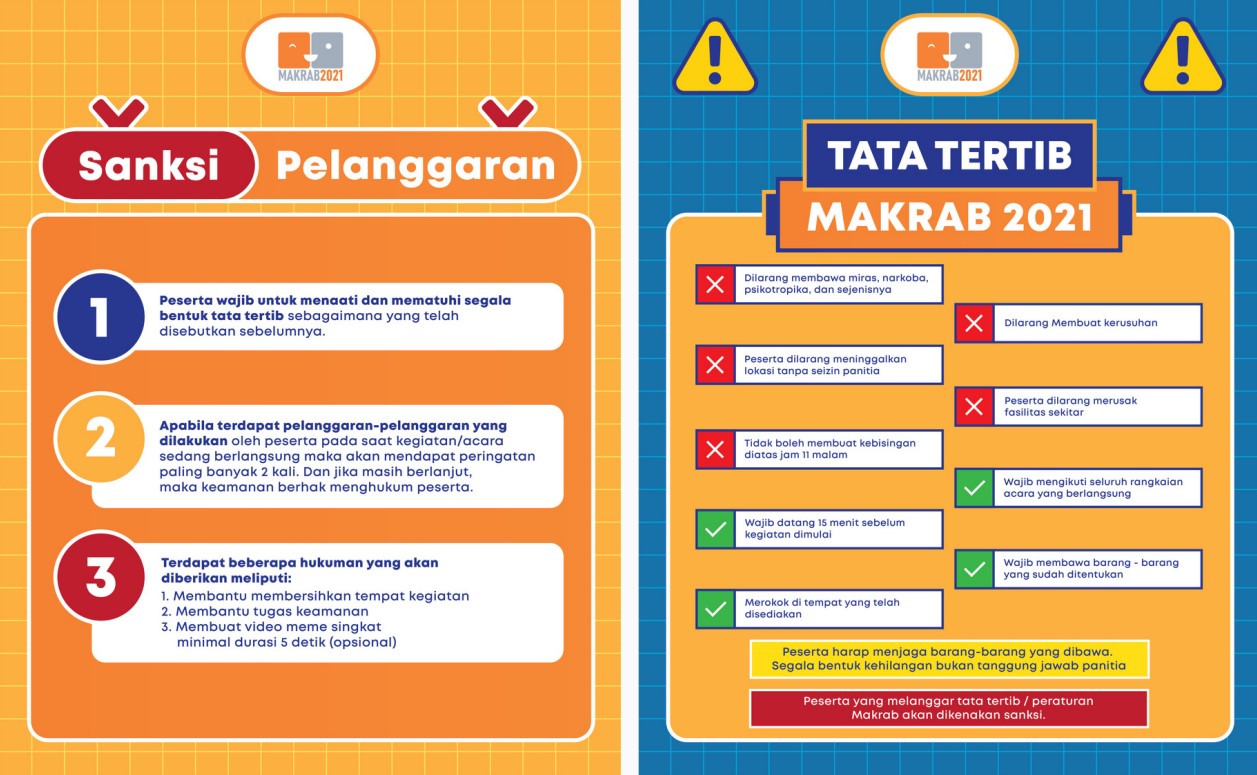 MAKRAB2021
Sanksi Pelanggaran
1
Peserta wajib untuk menaati dan mematuhi segala
bentuk tata tertib sebagaimana yang telah
disebutkan sebelumnya.
2
Apabila terdapat pelanggaran-pelanggaran yang
dilakukan oleh peserta pada saat kegiatan/acara
sedang berlangsung maka akan mendapat peringatan
paling banyak 2 kali. Dan jika masih berlanjut,
maka keamanan berhak menghukum peserta.
3
Terdapat beberapa hukuman yang akan
diberikan meliputi:
1. Membantu membersihkan tempat kegiatan
2. Membantu tugas keamanan
3. Membuat video meme singkat
minimal durasi 5 detik (opsional)
MAKRAB2021
TATA TERTIB
MAKRAB 2021
Dilarang membawa miras, narkoba,
psikotropika, dan sejenisnya
Dilarang Membuat kerusuhan
Peserta dilarang meninggalkan
lokasi tanpa seizin panitia
Peserta dilarang merusak
fasilitas sekitar
Tidak boleh membuat kebisingan
diatas jam 11 malam
Wajib mengikuti seluruh rangkaian
acara yang berlangsung
Wajib datang 15 menit sebelum
kegiatan dimulai
Wajib membawa barang - barang
yang sudah ditentukan
Merokok di tempat yang telah
disediakan
Peserta harap menjaga barang-barang yang dibawa.
Segala bentuk kehilangan bukan tanggung jawab panitia
Peserta yang melanggar tata tertib / peraturan
Makrab akan dikenakan sanksi.